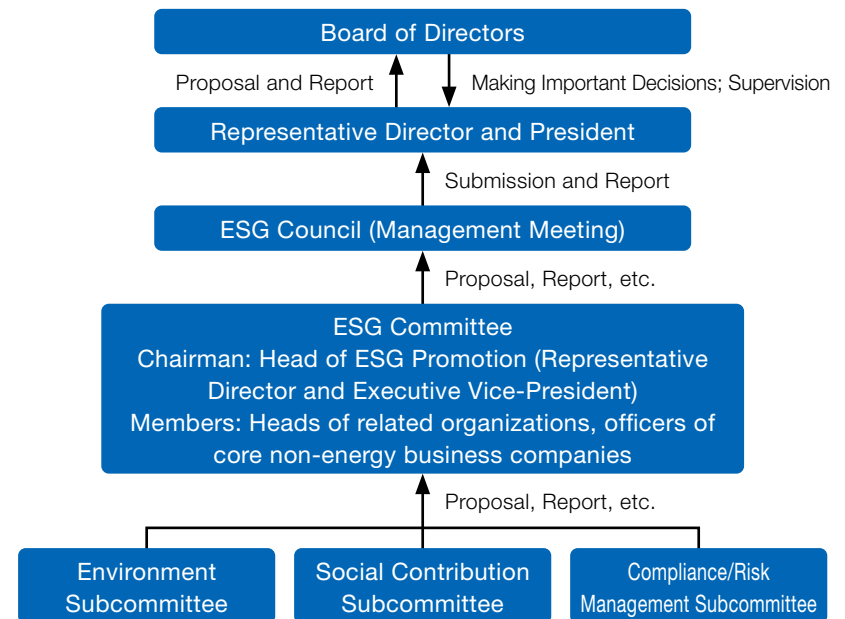 Board of Directors
Proposal and Report
Making Important Decisions; Supervision
Representative Director and President
Submission and Report
ESG Council (Management Meeting)
Proposal, Report, etc.
ESG Committee
Chairman: Head of ESG Promotion (Representative
Director and Executive Vice-President)
Members: Heads of related organizations, officers of
core non-energy business companies
Proposal, Report, etc.
Environment
Subcommittee
Social Contribution
Subcommittee
Compliance/Risk
Management Subcommittee